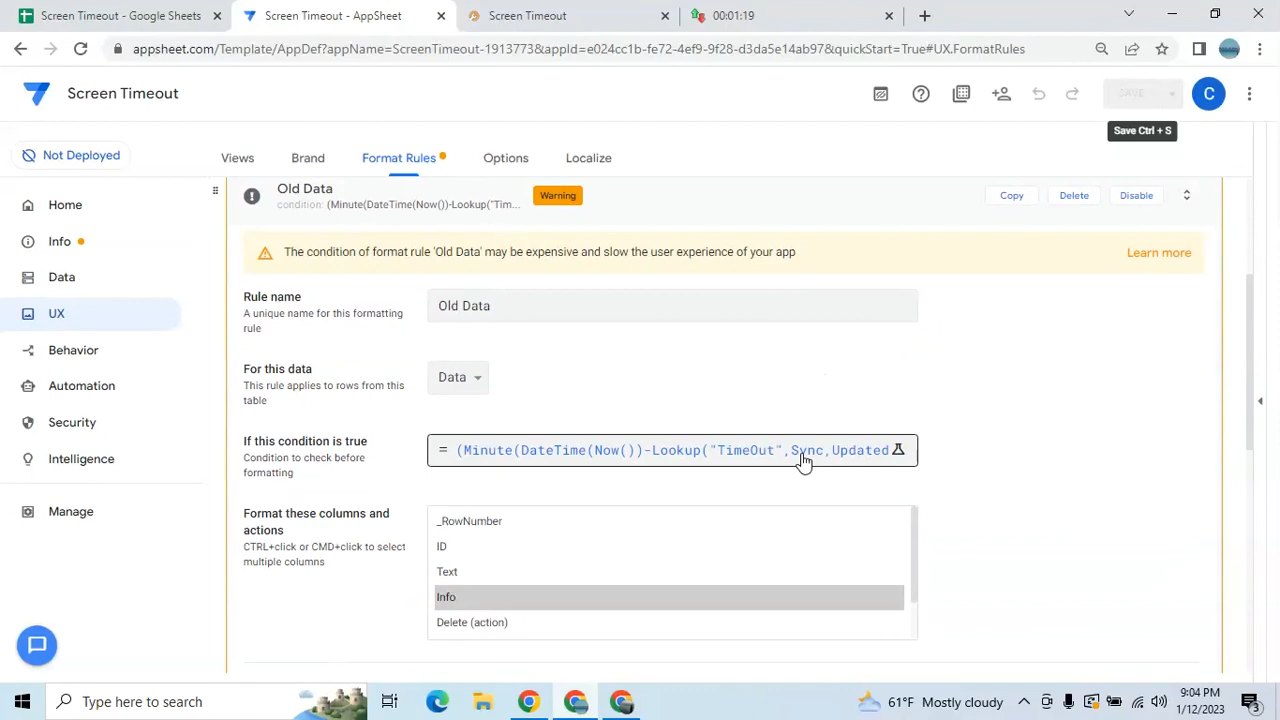 Screen Timeout - Google Sheets
Screen Timeout - AppSheet
Screen Timeout
00:01:19
appsheet.com/Template/AppDef?appName=ScreenTimeout-1913773&appId=e024cc1b-fe72-4ef9-9f28-d3da5e14ab97&quickStart=True#UX.FormatRules
Screen Timeout
SAVE
C
Save Ctrl + S
Not Deployed
Views
Brand
Format Rules
Options
Localize
Home
Info
Data
UX
Behavior
Automation
Security
Intelligence
Manage
Old Data
condition: (Minute(DateTime(Now())-Lookup("Tim...
Warning
Copy
Delete
Disable
The condition of format rule 'Old Data' may be expensive and slow the user experience of your app
Learn more
Rule name
A unique name for this formatting
rule
Old Data
For this data
This rule applies to rows from this
table
Data
If this condition is true
Condition to check before
formatting
= (Minute(DateTime(Now())-Lookup("TimeOut",Sync,Updated
Format these columns and
actions
CTRL+click or CMD+click to select
multiple columns
_RowNumber
ID
Text
Info
Delete (action)
Type here to search
61°F Mostly cloudy
9:04 PM
1/12/2023
3